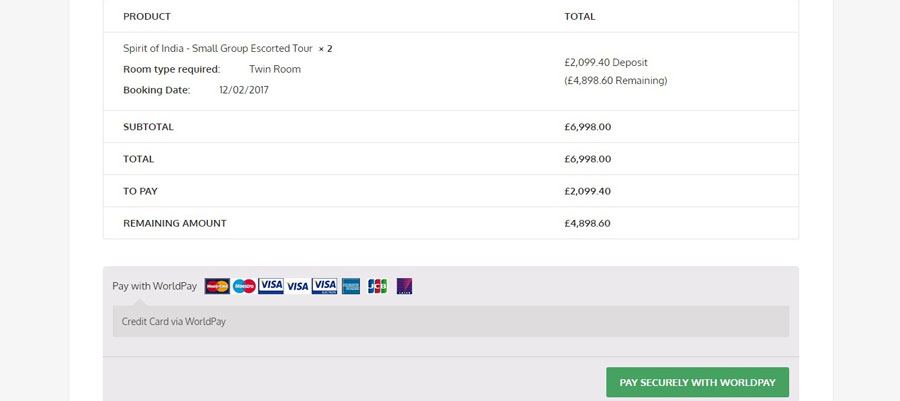 PRODUCT TOTAL
Spirit of India - Small Group Escorted Tour × 2
Room type required: Twin Room
Booking Date: 12/02/2017
£2,099.40 Deposit
(£4,898.60 Remaining)
SUBTOTAL £6,998.00
TOTAL £6,998.00
TO PAY £2,099.40
REMAINING AMOUNT £4,898.60
Pay with WorldPay MasterCard Maestro VISA VISA VISA JCB
Credit Card via WorldPay
PAY SECURELY WITH WORLDPAY